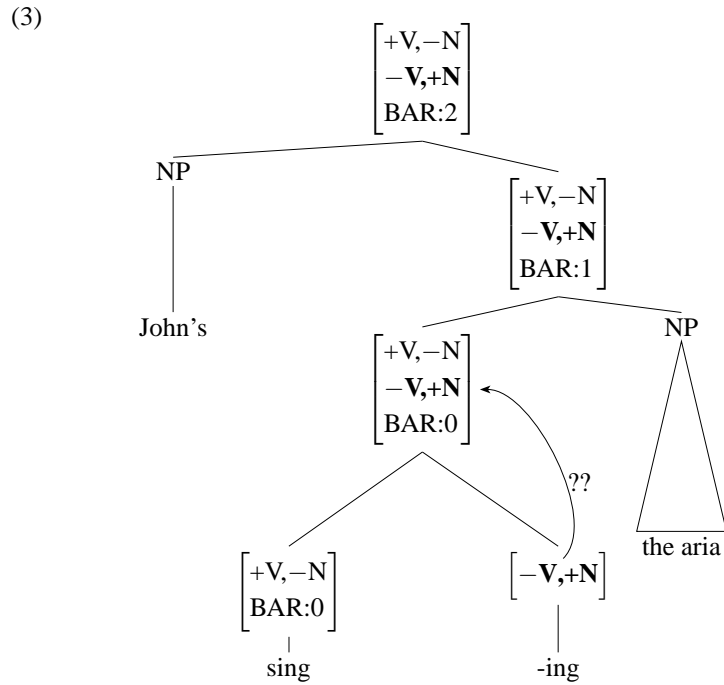 (3)
[+V,−N
−V,+N
BAR:2]
NP
[+V,−N
−V,+N
BAR:1]
John's
[+V,−N
−V,+N
BAR:0]
NP
??
the aria
[+V,−N
BAR:0]
[−V,+N]
sing
-ing